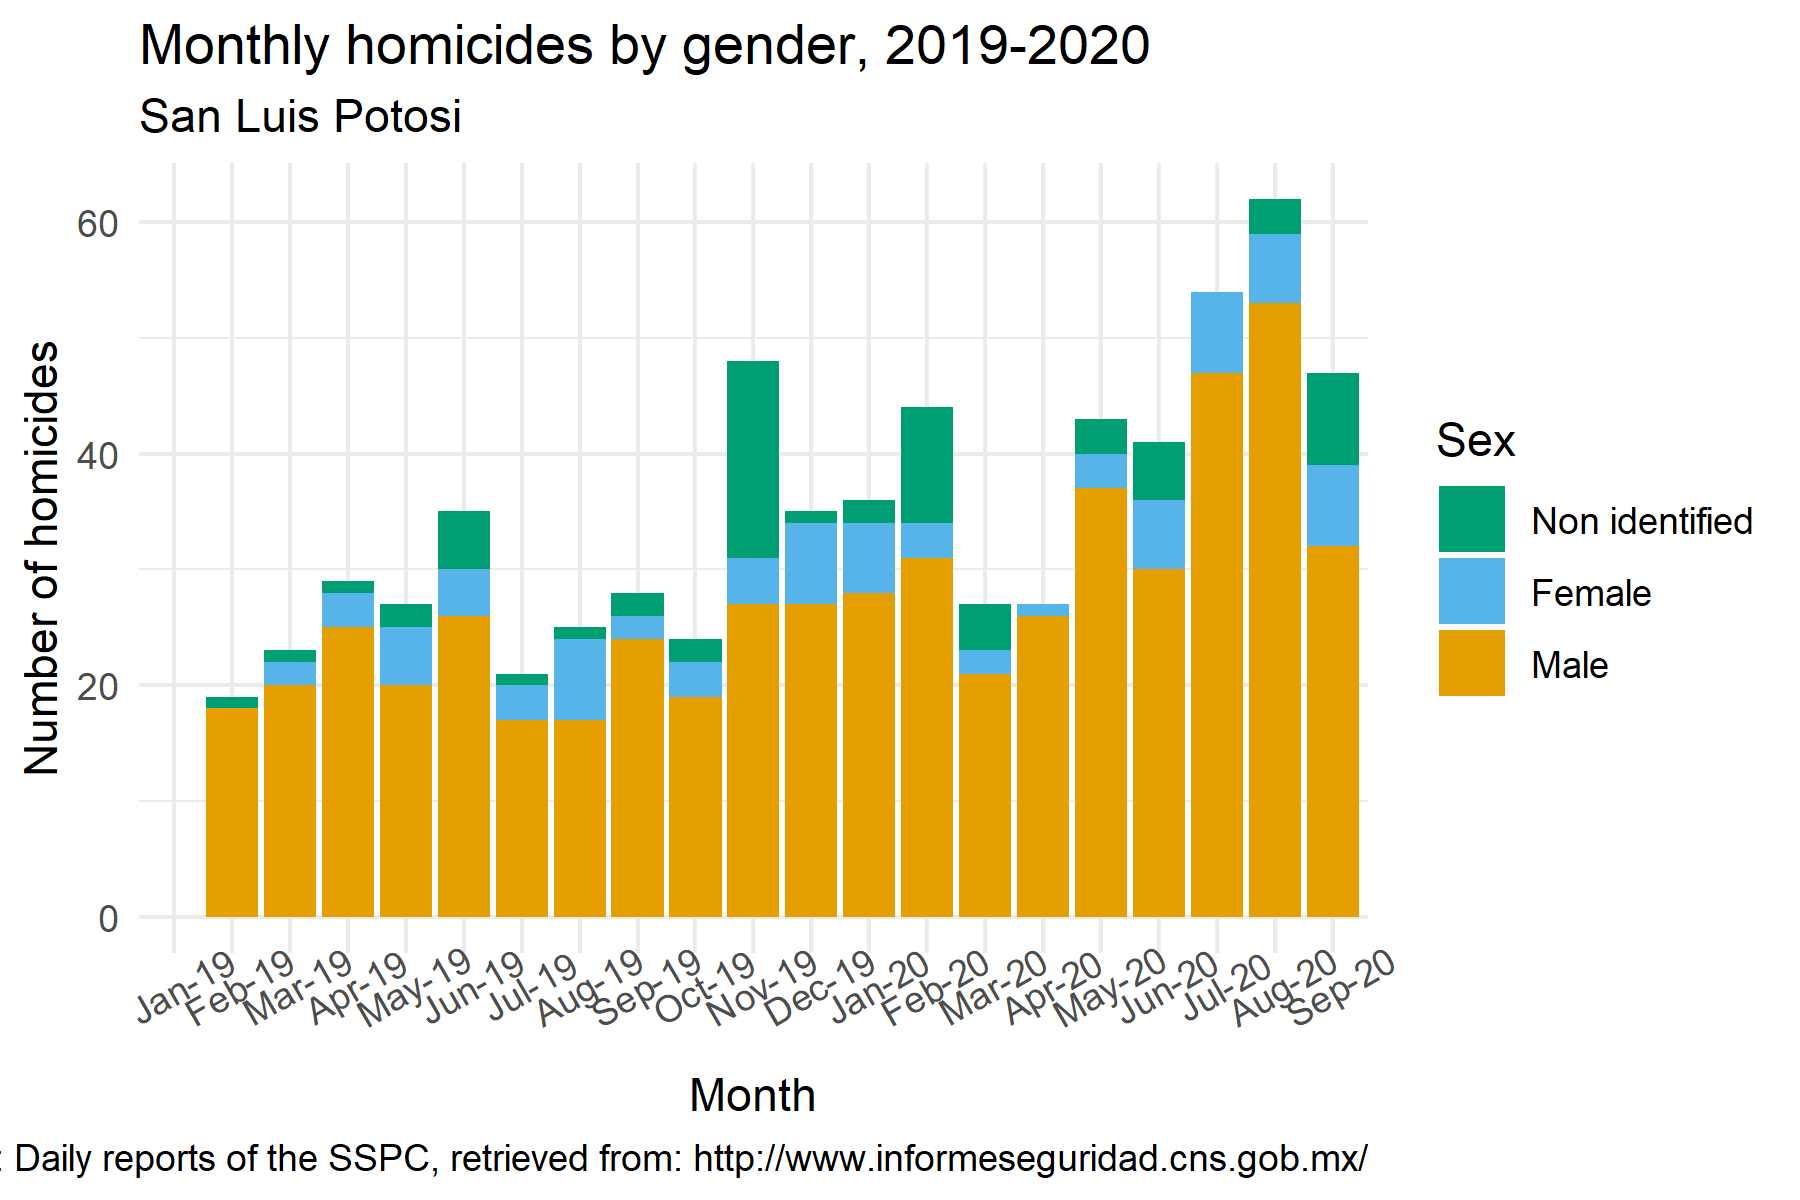 Monthly homicides by gender, 2019-2020
San Luis Potosi
Number of homicides
60
40
20
0
Jan-19
Feb-19
Mar-19
Apr-19
May-19
Jun-19
Jul-19
Aug-19
Sep-19
Oct-19
Nov-19
Dec-19
Jan-20
Feb-20
Mar-20
Apr-20
May-20
Jun-20
Jul-20
Aug-20
Sep-20
Month
Sex
Non identified
Female
Male
: Daily reports of the SSPC, retrieved from: http://www.informeseguridad.cns.gob.mx/